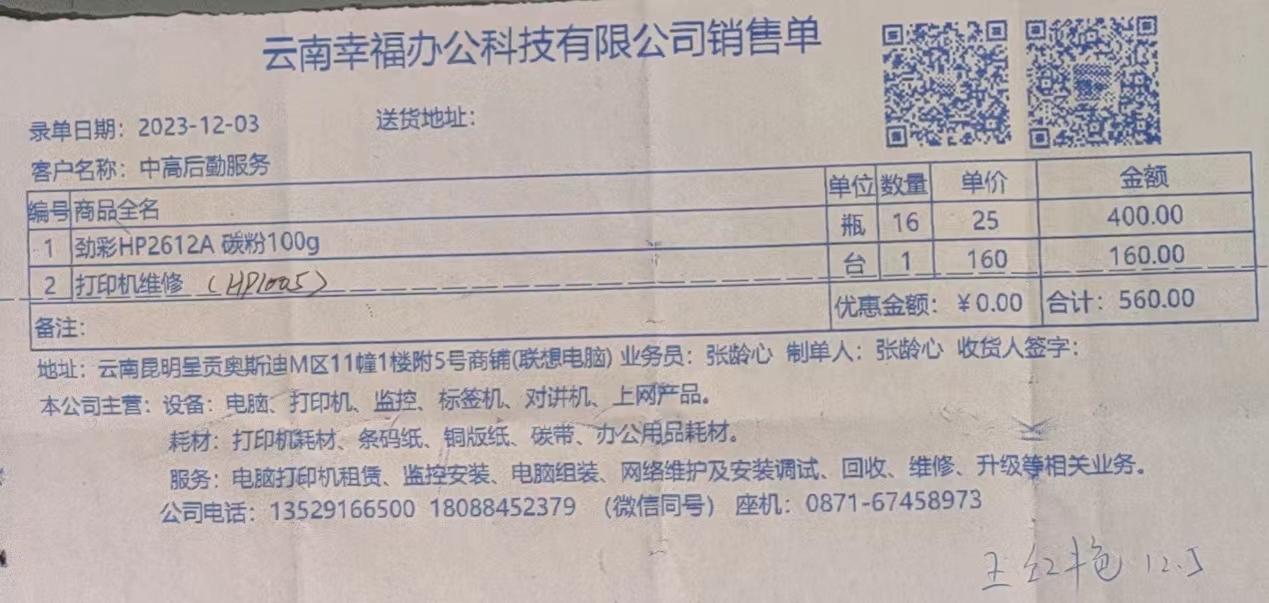 云南幸福办公科技有限公司销售单
录单日期：2023-12-03 送货地址：
客户名称：中高后勤服务
编号 商品全名 单位 数量 单价 金额
1 劲彩HP2612A 碳粉100g 瓶 16 25 400.00
2 打印机维修 （HP1005） 台 1 160 160.00
备注： 优惠金额：￥0.00 合计：560.00
地址：云南昆明呈贡奥斯迪M区11幢1楼附5号商铺(联想电脑) 业务员：张龄心 制单人：张龄心 收货人签字：
本公司主营：设备：电脑、打印机、监控、标签机、对讲机、上网产品。
耗材：打印机耗材、条码纸、铜版纸、碳带、办公用品耗材。
服务：电脑打印机租赁、监控安装、电脑组装、网络维护及安装调试、回收、维修、升级等相关业务。
公司电话：13529166500 18088452379 （微信同号） 座机：0871-67458973
王红艳 12.5